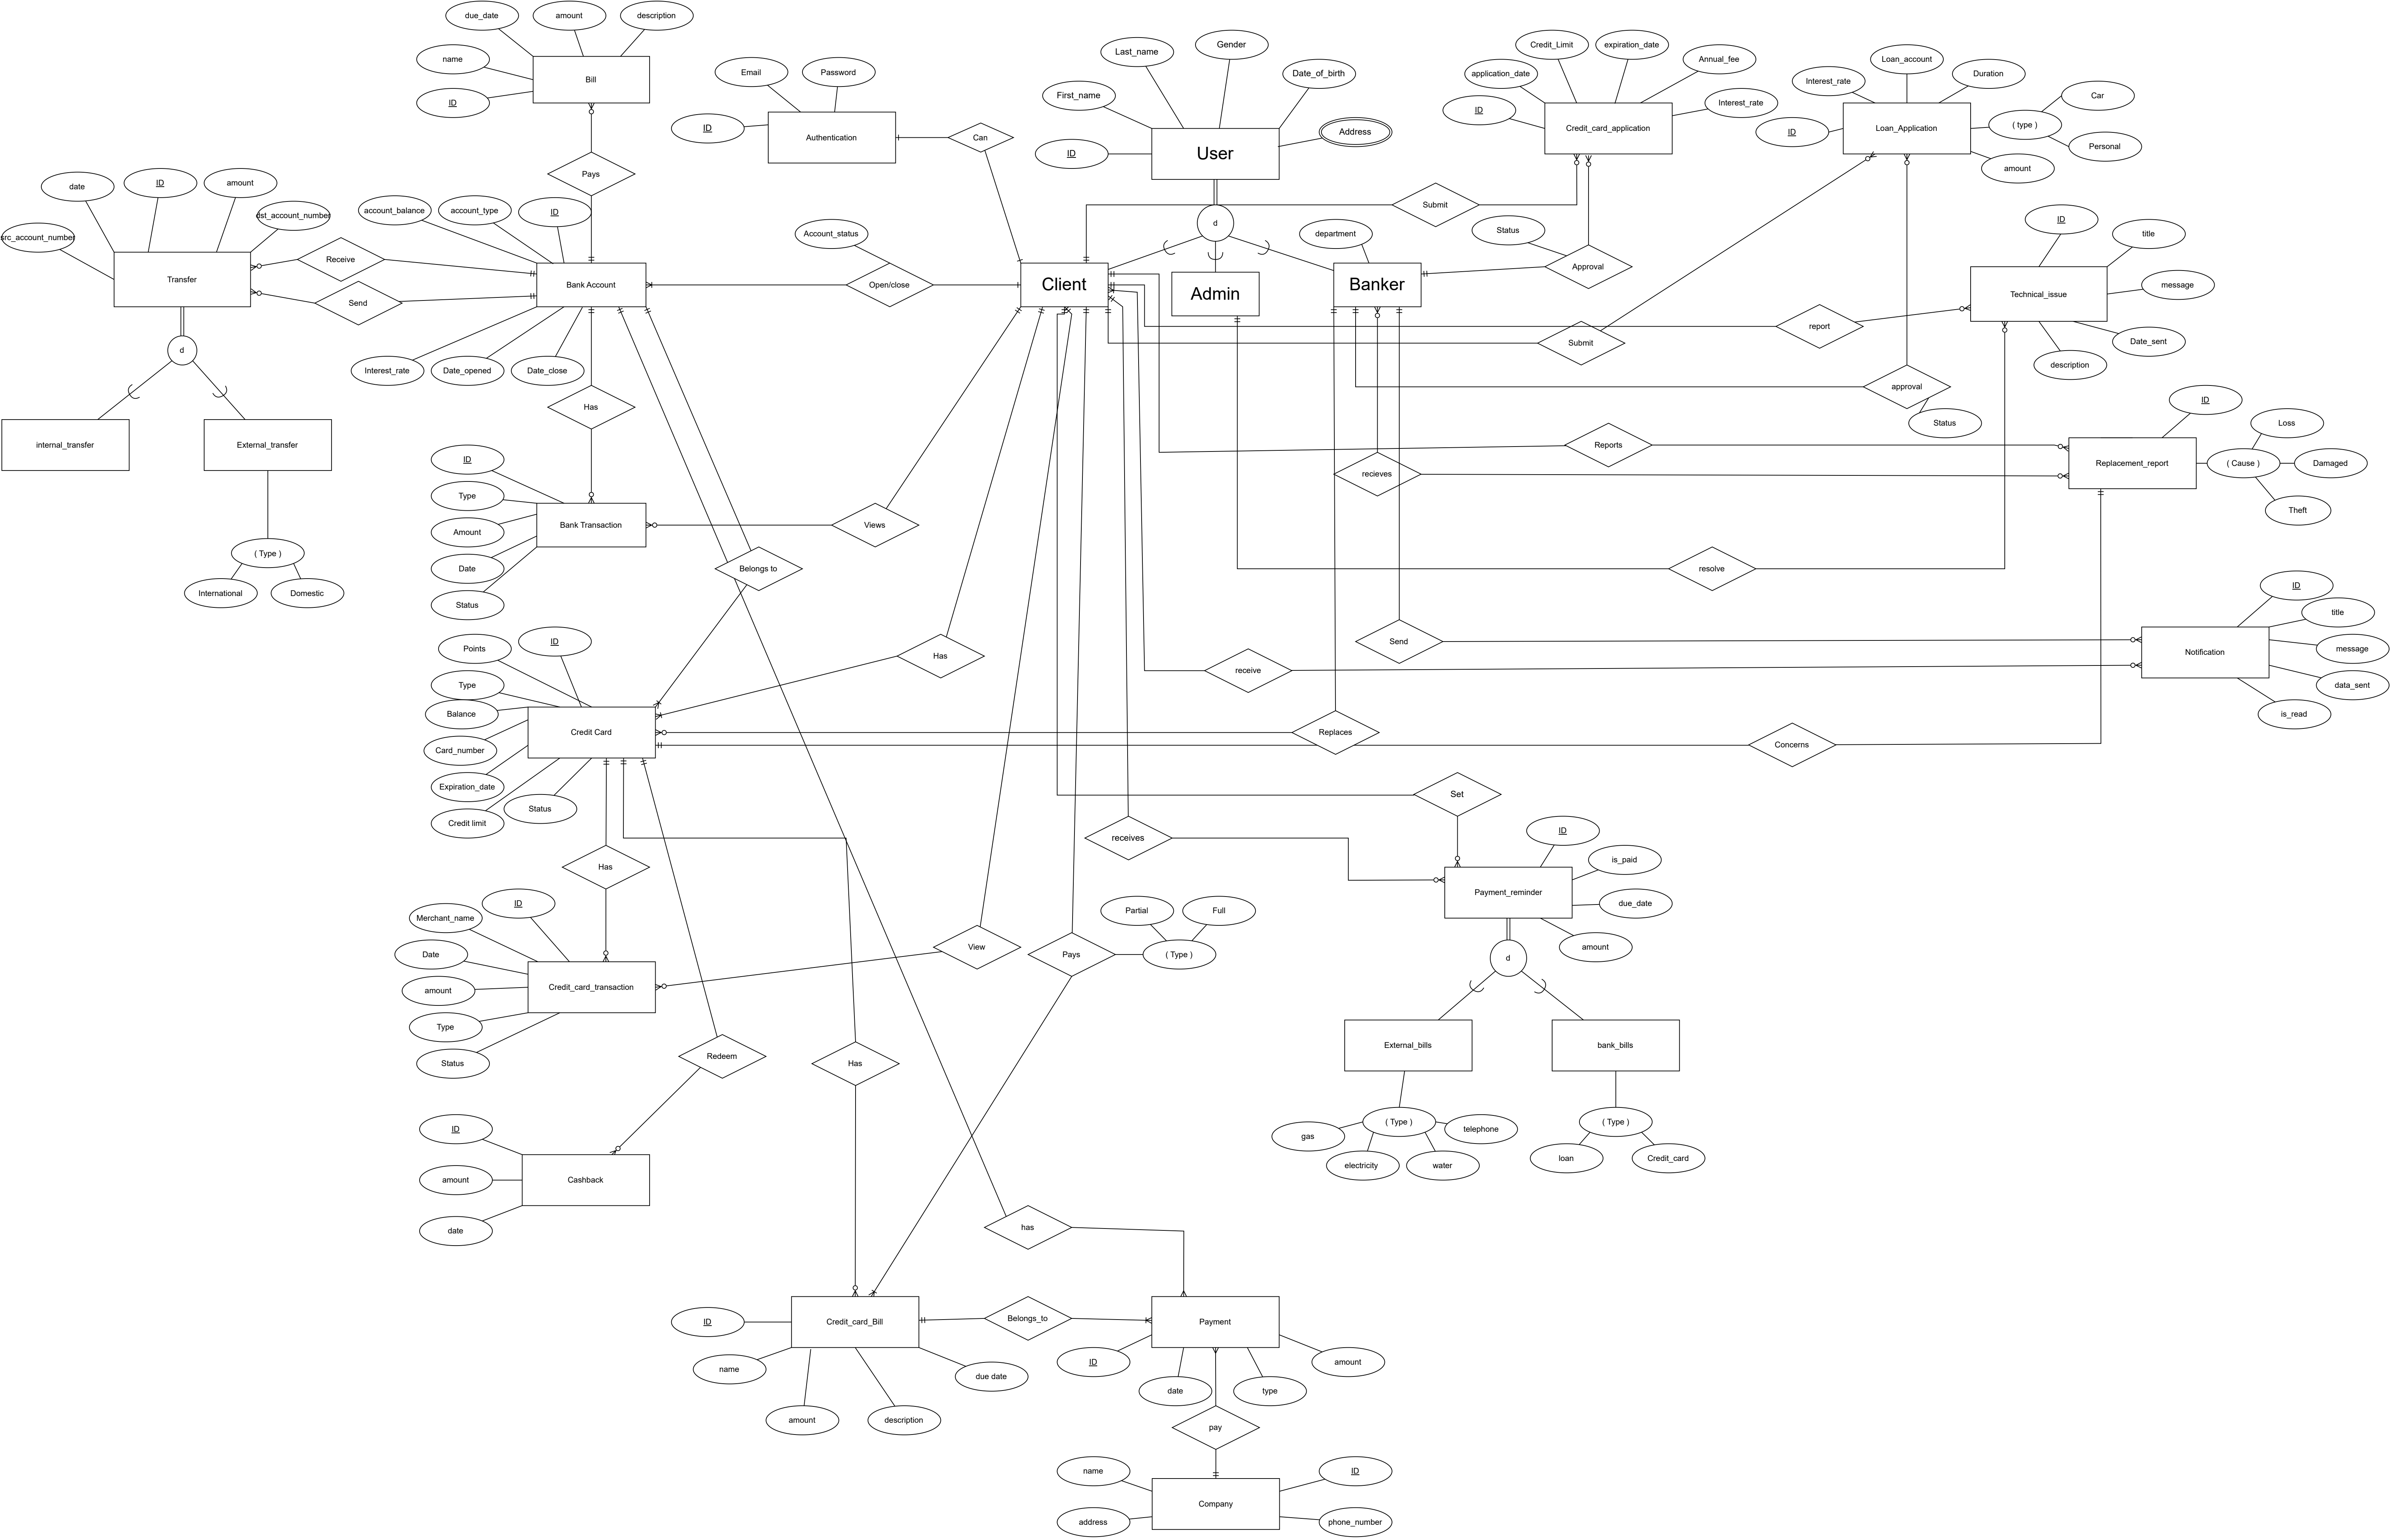 due_date
amount
description
name
Bill
ID
Pays
Email
Password
ID
Authentication
Can
Last_name
Gender
Date_of_birth
First_name
Address
ID
User
d
Credit_Limit
expiration_date
application_date
Annual_fee
ID
Interest_rate
Credit_card_application
Loan_account
Interest_rate
Duration
Car
ID
Loan_Application
( type )
Personal
amount
date
ID
amount
dst_account_number
src_account_number
Transfer
Receive
Send
d
internal_transfer
External_transfer
( Type )
International
Domestic
account_balance
account_type
ID
Bank Account
Interest_rate
Date_opened
Date_close
Account_status
Open/close
Submit
department
Status
Approval
Client
Admin
Banker
ID
title
Technical_issue
message
Date_sent
description
report
Submit
approval
Status
Has
ID
Type
Amount
Date
Status
Bank Transaction
Views
Belongs to
Reports
recieves
ID
Loss
Replacement_report
( Cause )
Damaged
Theft
resolve
Send
receive
ID
title
Notification
message
data_sent
is_read
Points
ID
Type
Balance
Card_number
Expiration_date
Credit limit
Status
Credit Card
Has
Replaces
Concerns
Set
receives
ID
is_paid
Payment_reminder
due_date
amount
d
External_bills
bank_bills
( Type )
gas
electricity
water
telephone
( Type )
loan
Credit_card
Has
ID
Merchant_name
Date
amount
Type
Status
Credit_card_transaction
View
Pays
Partial
Full
( Type )
Redeem
Has
ID
amount
date
Cashback
has
ID
Credit_card_Bill
name
amount
description
due date
Belongs_to
Payment
ID
date
type
amount
pay
name
ID
Company
address
phone_number